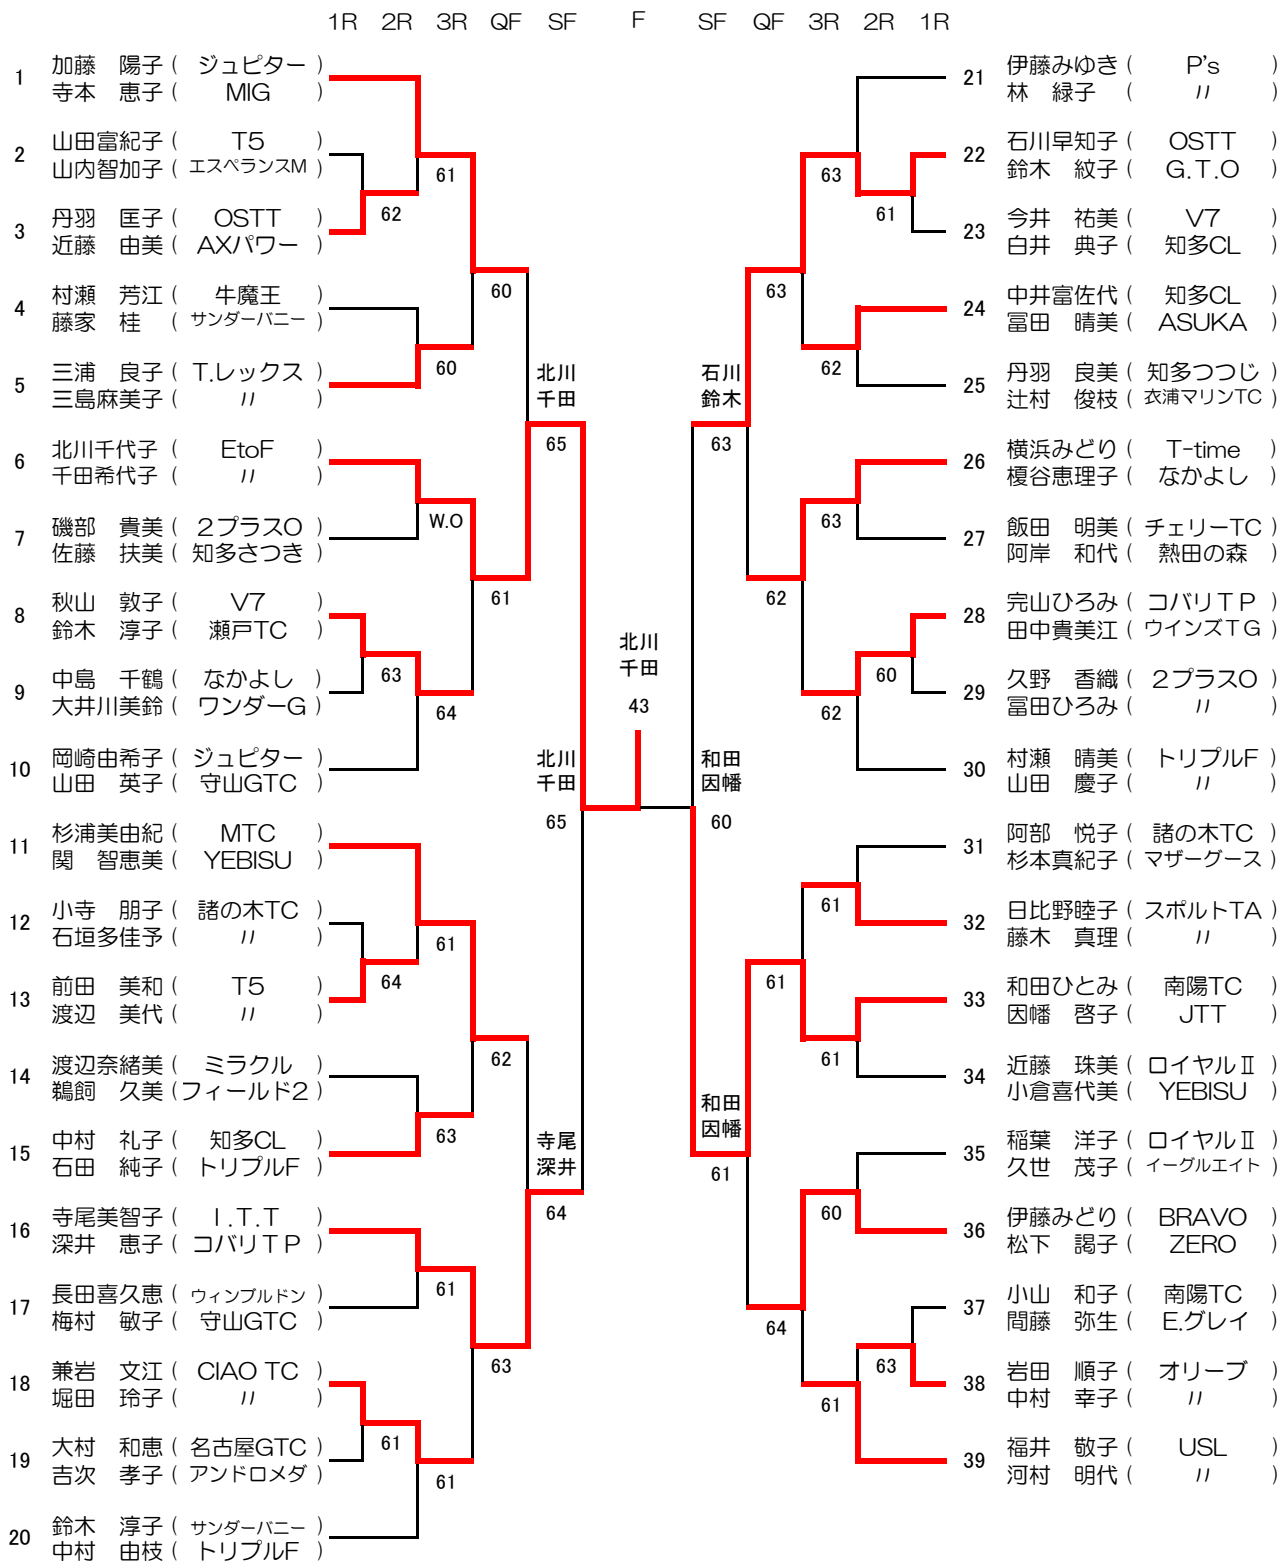 1R 2R 3R QF SF F SF QF 3R 2R 1R
1 加藤　陽子 ( ジュピター )
寺本　恵子 ( MIG )
2 山田富紀子 ( T5 )
山内智加子 ( エスペランスM )
61
3 丹羽　匡子 ( OSTT )
近藤　由美 ( AXパワー )
62
4 村瀬　芳江 ( 牛魔王 )
藤家　桂 ( サンダーバニー )
60
5 三浦　良子 ( T.レックス )
三島麻美子 ( 〃 )
60
北川
千田
65
6 北川千代子 ( EtoF )
千田希代子 ( 〃 )
W.O
7 磯部　貴美 ( 2プラスO )
佐藤　扶美 ( 知多さつき )
61
8 秋山　敦子 ( V7 )
鈴木　淳子 ( 瀬戸TC )
63
9 中島　千鶴 ( なかよし )
大井川美鈴 ( ワンダーG )
64
10 岡崎由希子 ( ジュピター )
山田　英子 ( 守山GTC )
北川
千田
65
11 杉浦美由紀 ( MTC )
関　智恵美 ( YEBISU )
12 小寺　朋子 ( 諸の木TC )
石垣多佳予 ( 〃 )
61
13 前田　美和 ( T5 )
渡辺　美代 ( 〃 )
64
14 渡辺奈緒美 ( ミラクル )
鵜飼　久美 ( フィールド2 )
62
15 中村　礼子 ( 知多CL )
石田　純子 ( トリプルF )
63
寺尾
深井
64
16 寺尾美智子 ( I.T.T )
深井　恵子 ( コバリTP )
61
17 長田喜久恵 ( ウィンブルドン )
梅村　敏子 ( 守山GTC )
63
18 兼岩　文江 ( CIAO TC )
堀田　玲子 ( 〃 )
61
19 大村　和恵 ( 名古屋GTC )
吉次　孝子 ( アンドロメダ )
61
20 鈴木　淳子 ( サンダーバニー )
中村　由枝 ( トリプルF )
北川
千田
43
21 伊藤みゆき ( P's )
林　緑子 ( 〃 )
22 石川早知子 ( OSTT )
鈴木　紋子 ( G.T.O )
63
61
23 今井　祐美 ( V7 )
白井　典子 ( 知多CL )
63
24 中井富佐代 ( 知多CL )
冨田　晴美 ( ASUKA )
62
25 丹羽　良美 ( 知多つつじ )
辻村　俊枝 ( 衣浦マリンTC )
石川
鈴木
63
26 横浜みどり ( T-time )
榎谷恵理子 ( なかよし )
63
27 飯田　明美 ( チェリーTC )
阿岸　和代 ( 熱田の森 )
62
28 完山ひろみ ( コバリTP )
田中貴美江 ( ウインズTG )
60
29 久野　香織 ( 2プラスO )
冨田ひろみ ( 〃 )
62
30 村瀬　晴美 ( トリプルF )
山田　慶子 ( 〃 )
和田
因幡
60
31 阿部　悦子 ( 諸の木TC )
杉本真紀子 ( マザーグース )
61
32 日比野睦子 ( スポルトTA )
藤木　真理 ( 〃 )
61
33 和田ひとみ ( 南陽TC )
因幡　啓子 ( JTT )
61
34 近藤　珠美 ( ロイヤルⅡ )
小倉喜代美 ( YEBISU )
和田
因幡
61
35 稲葉　洋子 ( ロイヤルⅡ )
久世　茂子 ( イーグルエイト )
60
36 伊藤みどり ( BRAVO )
松下　謁子 ( ZERO )
37 小山　和子 ( 南陽TC )
間藤　弥生 ( E.グレイ )
64
63
38 岩田　順子 ( オリーブ )
中村　幸子 ( 〃 )
61
39 福井　敬子 ( USL )
河村　明代 ( 〃 )